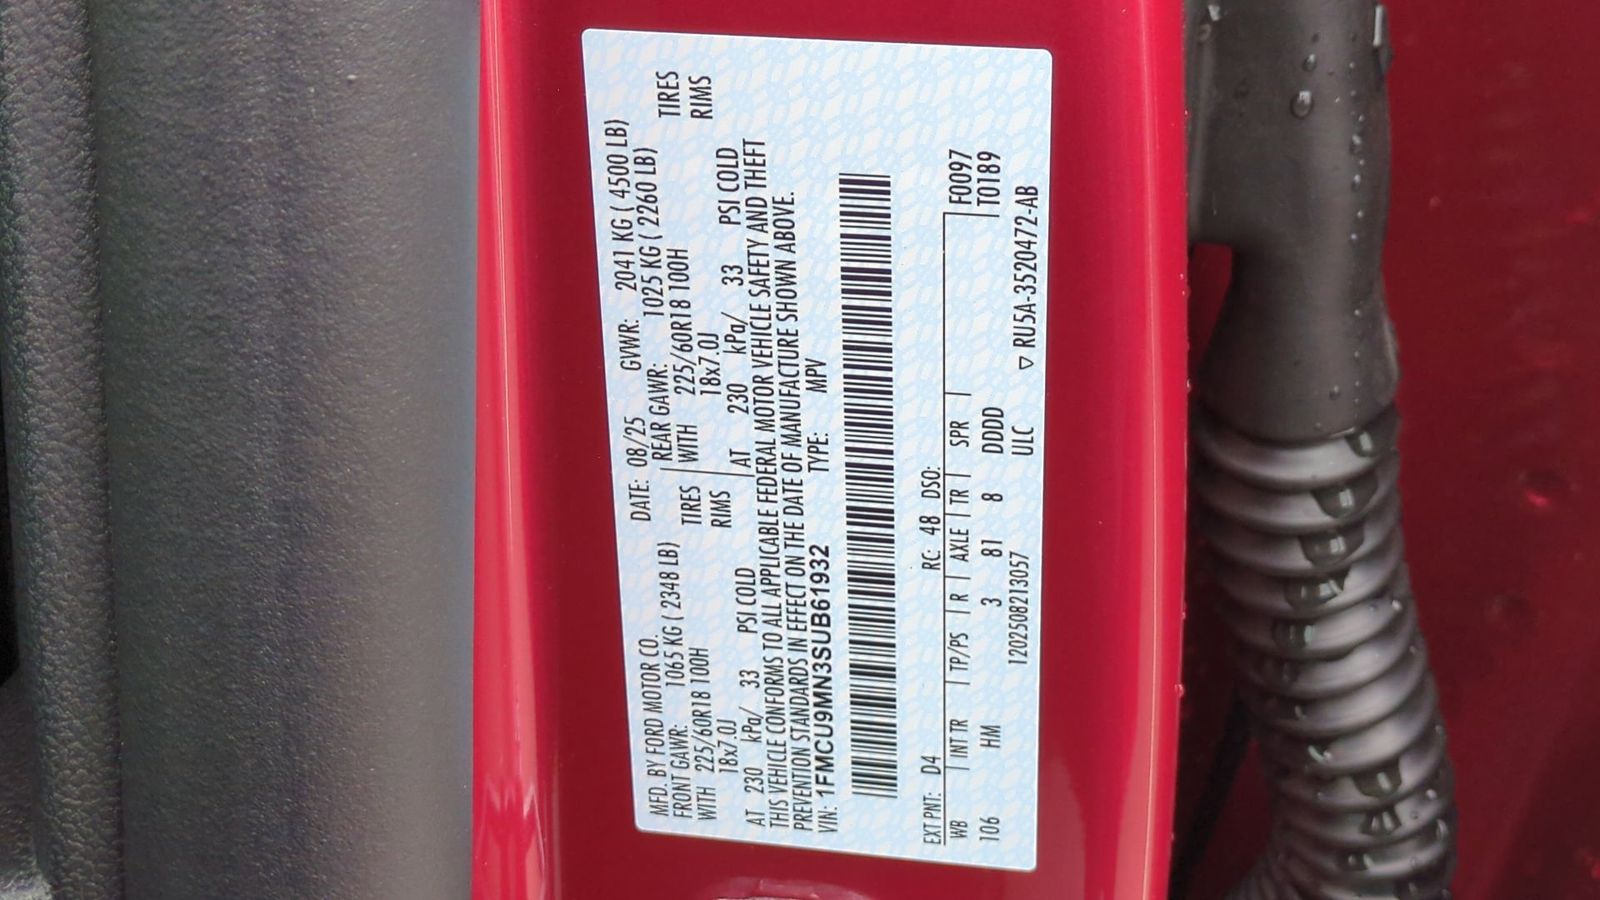 MFD. BY FORD MOTOR CO. DATE: 08/25 GVWR: 2041 KG ( 4500 LB)
FRONT GAWR: 1065 KG ( 2348 LB) REAR GAWR: 1025 KG ( 2260 LB)
WITH 225/60R18 100H TIRES WITH 225/60R18 100H TIRES
18x7.0J RIMS 18x7.0J RIMS
AT 230 kPa/ 33 PSI COLD AT 230 kPa/ 33 PSI COLD
THIS VEHICLE CONFORMS TO ALL APPLICABLE FEDERAL MOTOR VEHICLE SAFETY AND THEFT
PREVENTION STANDARDS IN EFFECT ON THE DATE OF MANUFACTURE SHOWN ABOVE.
VIN: 1FMCU9MN3SUB61932 TYPE: MPV
EXT PNT: D4 RC: 48 DSO:
WB INT TR TP/PS R AXLE TR SPR F0097
106 HM 3 81 8 DDDD T0189
1202508213057 ULC ▽ RU5A-3520472-AB